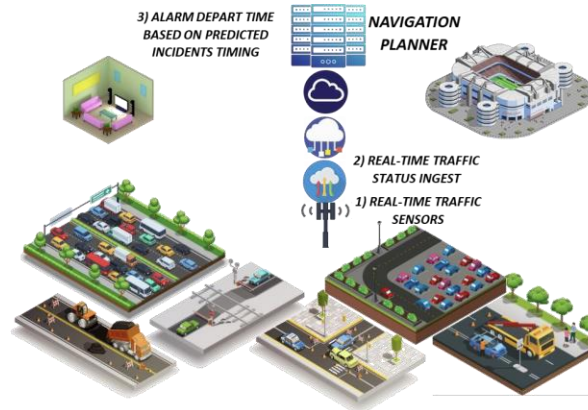 3) ALARM DEPART TIME
BASED ON PREDICTED
INCIDENTS TIMING
NAVIGATION
PLANNER
2) REAL-TIME TRAFFIC
STATUS INGEST
1) REAL-TIME TRAFFIC
SENSORS